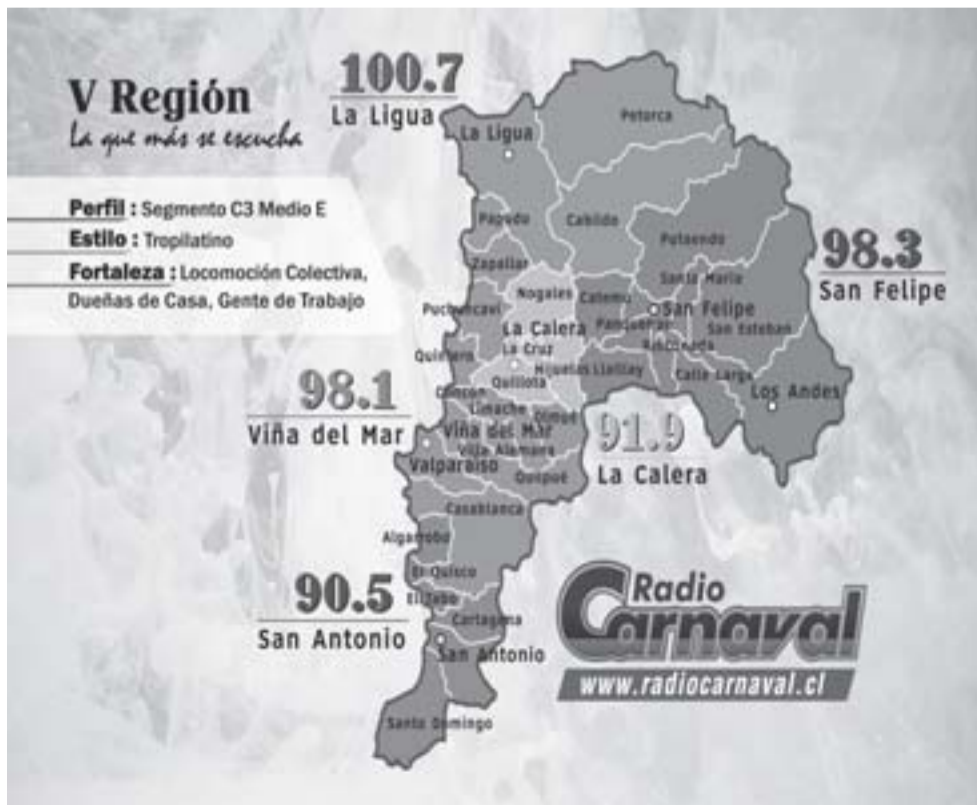 V Región
La que más se escucha
Perfil : Segmento C3 Medio E
Estilo : Tropilatino
Fortaleza : Locomoción Colectiva,
Dueñas de Casa, Gente de Trabajo
100.7
La Ligua
98.3
San Felipe
98.1
Viña del Mar
91.9
La Calera
90.5
San Antonio
La Ligua
Petorca
Papudo
Cabildo
Putaendo
Zapallar
Santa María
Nogales
Catemu
San Felipe
Puchuncaví
La Calera
Panquehue
San Esteban
La Cruz
Rinconada
Quintero
Hijuelas
Llaillay
Calle Larga
Quillota
Los Andes
Concon
Limache
Olmué
Viña del Mar
Villa Alemana
Valparaíso
Quilpué
Casablanca
Algarrobo
El Quisco
El Tabo
Cartagena
San Antonio
Santo Domingo
Radio
Carnaval
www.radiocarnaval.cl